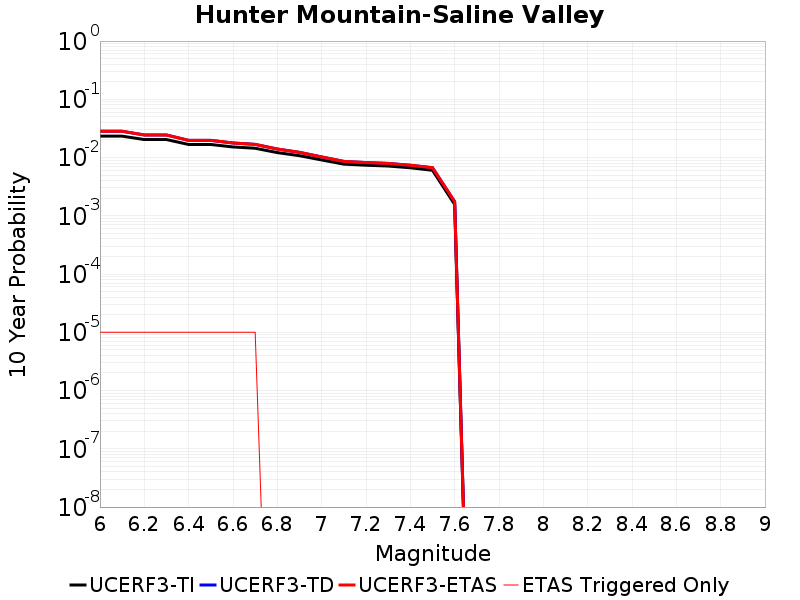 Hunter Mountain-Saline Valley
10 Year Probability
10^0
10^-1
10^-2
10^-3
10^-4
10^-5
10^-6
10^-7
10^-8
6 6.2 6.4 6.6 6.8 7 7.2 7.4 7.6 7.8 8 8.2 8.4 8.6 8.8 9
Magnitude
UCERF3-TI UCERF3-TD UCERF3-ETAS ETAS Triggered Only